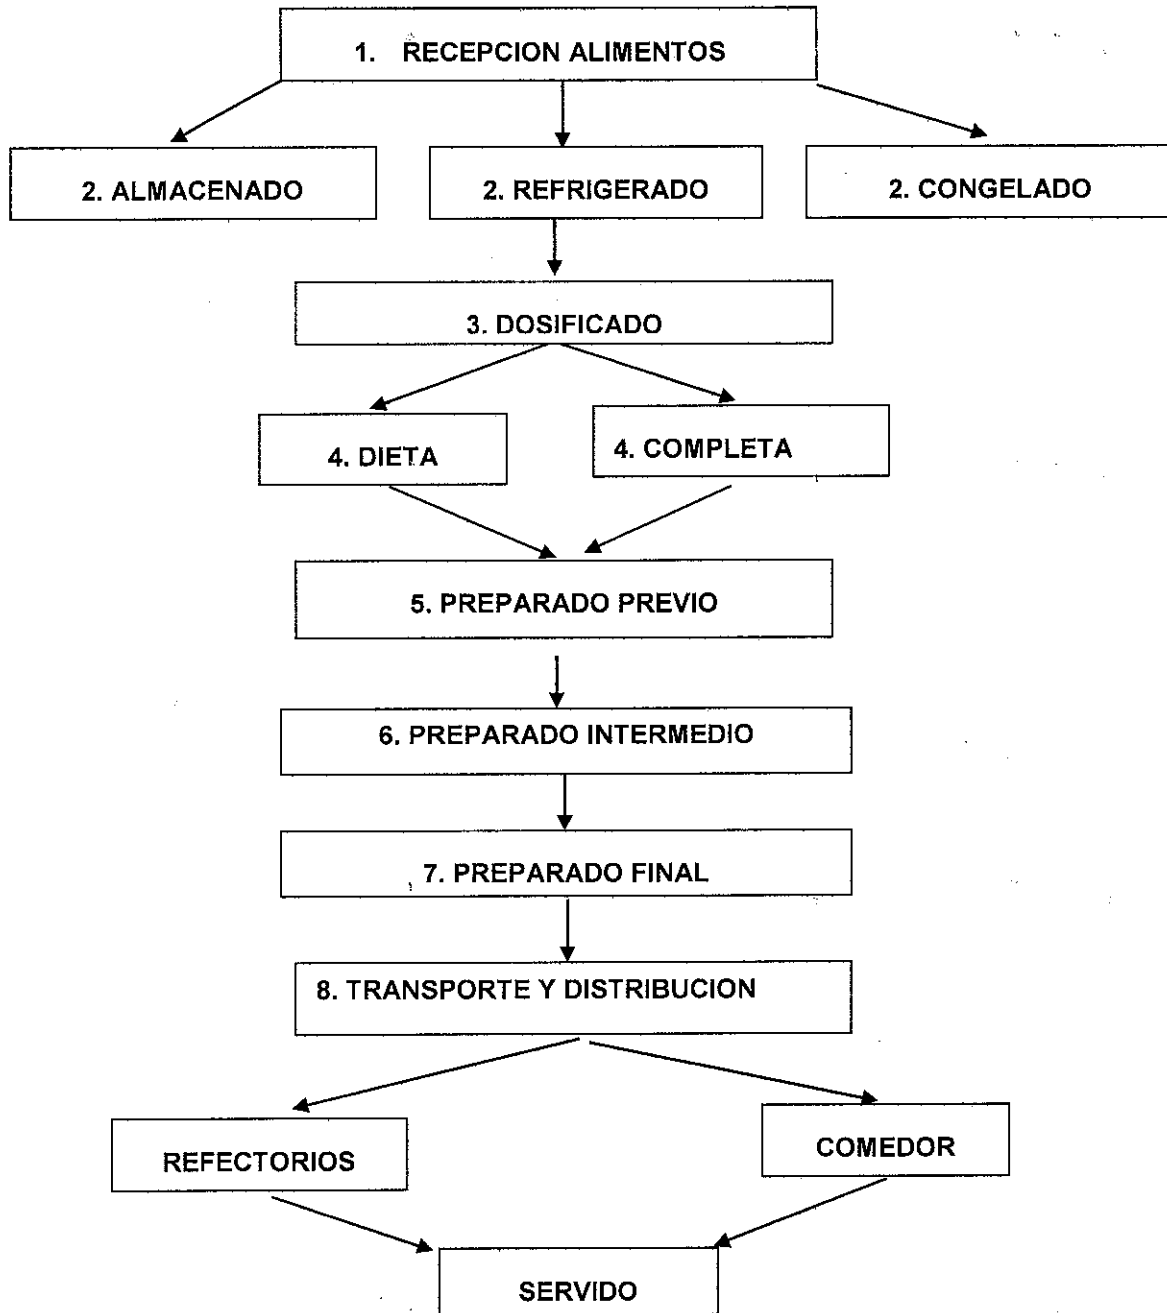 1. RECEPCION ALIMENTOS
2. ALMACENADO
2. REFRIGERADO
2. CONGELADO
3. DOSIFICADO
4. DIETA
4. COMPLETA
5. PREPARADO PREVIO
6. PREPARADO INTERMEDIO
7. PREPARADO FINAL
8. TRANSPORTE Y DISTRIBUCION
REFECTORIOS
COMEDOR
SERVIDO